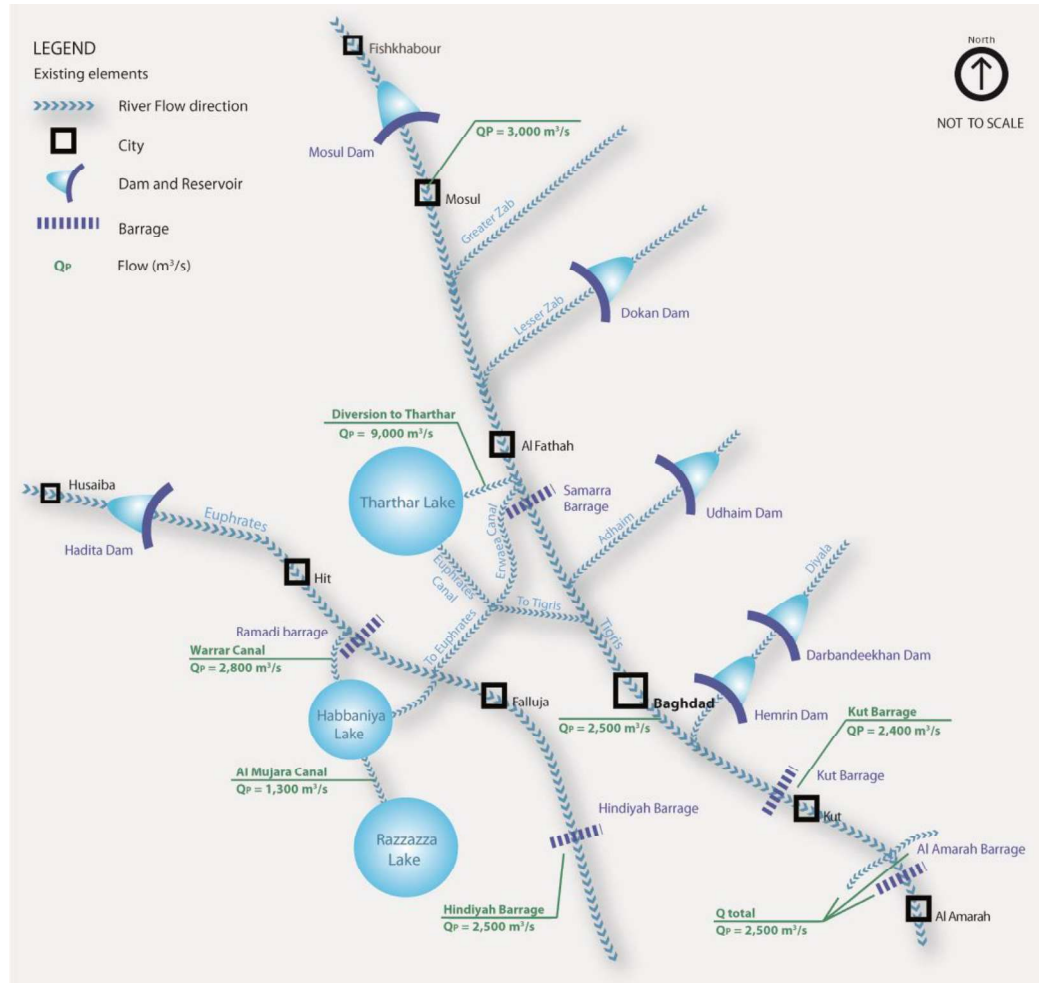 LEGEND
Existing elements
River Flow direction
City
Dam and Reservoir
Barrage
QP Flow (m³/s)
North
NOT TO SCALE
Fishkhabour
Mosul Dam
QP = 3,000 m³/s
Mosul
Greater Zab
Lesser Zab
Dokan Dam
Diversion to Tharthar
QP = 9,000 m³/s
Al Fathah
Tharthar Lake
Samarra
Barrage
Erwaea Canal
Adhaim
Udhaim Dam
Husaiba
Hadita Dam
Euphrates
Hit
Euphrates
Canal
To Tigris
Tigris
Diyala
Ramadi barrage
To Euphrates
Warrar Canal
QP = 2,800 m³/s
Darbandeekhan Dam
Habbaniya
Lake
Falluja
Baghdad
QP = 2,500 m³/s
Hemrin Dam
Kut Barrage
QP = 2,400 m³/s
Al Mujara Canal
QP = 1,300 m³/s
Kut Barrage
Kut
Razzazza
Lake
Hindiyah Barrage
Al Amarah Barrage
Hindiyah Barrage
QP = 2,500 m³/s
Q total
QP = 2,500 m³/s
Al Amarah